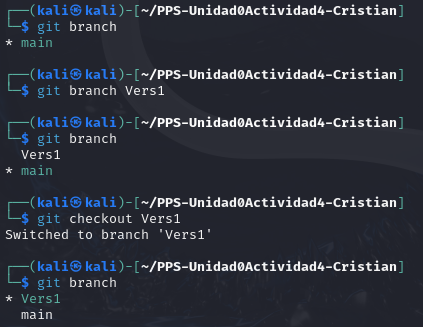 ┌──(kali㉿kali)-[~/PPS-Unidad0Actividad4-Cristian]
└─$ git branch
* main
┌──(kali㉿kali)-[~/PPS-Unidad0Actividad4-Cristian]
└─$ git branch Vers1
┌──(kali㉿kali)-[~/PPS-Unidad0Actividad4-Cristian]
└─$ git branch
  Vers1
* main
┌──(kali㉿kali)-[~/PPS-Unidad0Actividad4-Cristian]
└─$ git checkout Vers1
Switched to branch 'Vers1'
┌──(kali㉿kali)-[~/PPS-Unidad0Actividad4-Cristian]
└─$ git branch
* Vers1
  main